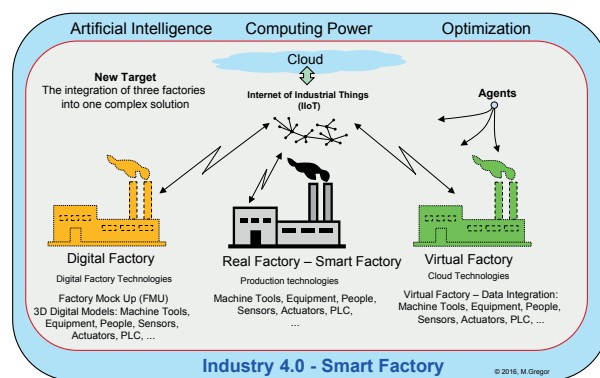 Artificial Intelligence
Computing Power
Optimization
Cloud
New Target
The integration of three factories
into one complex solution
Internet of Industrial Things
(IIoT)
Agents
Digital Factory
Digital Factory Technologies
Factory Mock Up (FMU)
3D Digital Models: Machine Tools,
Equipment, People, Sensors,
Actuators, PLC, ...
Real Factory – Smart Factory
Production technologies
Machine Tools, Equipment, People,
Sensors, Actuators, PLC,
...
Virtual Factory
Cloud Technologies
Virtual Factory – Data Integration:
Machine Tools, Equipment, People,
Sensors, Actuators, PLC, ...
Industry 4.0 - Smart Factory
© 2016, M.Gregor